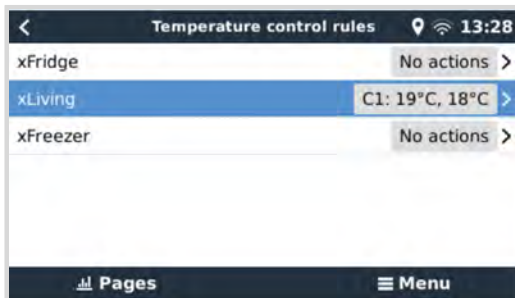 Temperature control rules 13:28
xFridge No actions
xLiving C1: 19°C, 18°C
xFreezer No actions
Pages Menu